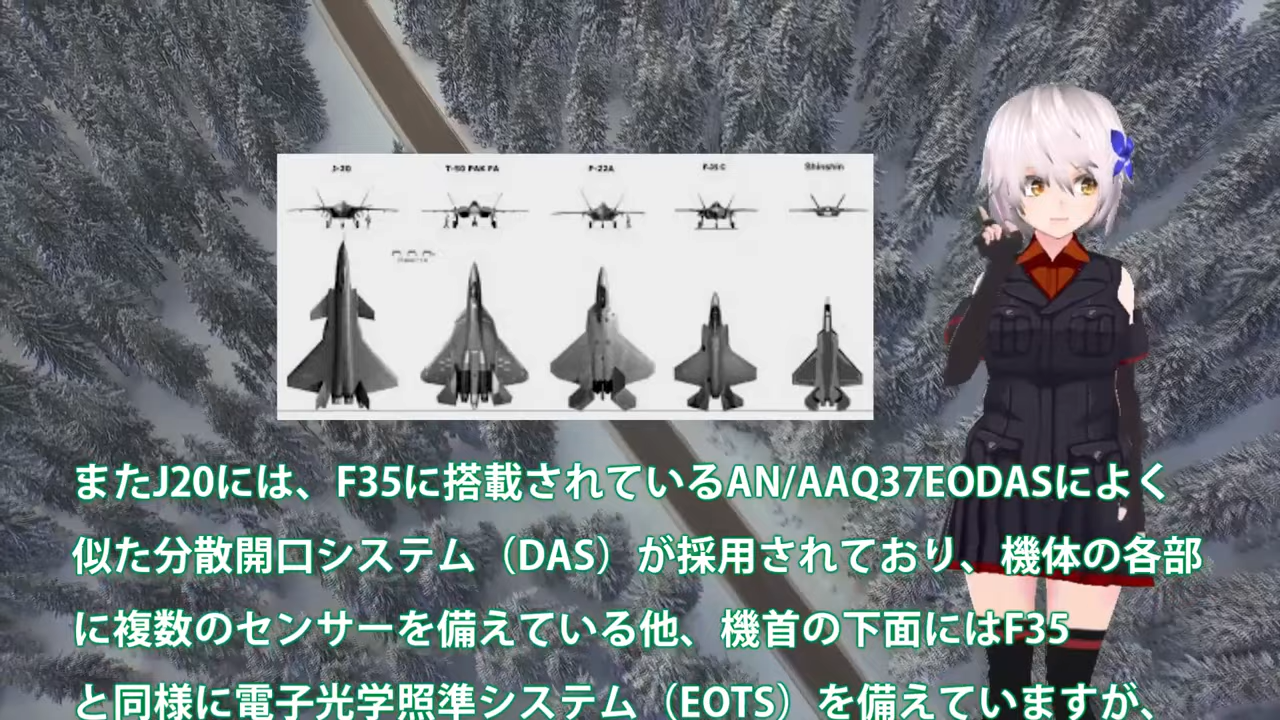 J-20 T-50 PAK FA F-22A F-35 C Shinshin
またJ20には、F35に搭載されているAN/AAQ37EODASによく
似た分散開口システム（DAS）が採用されており、機体の各部
に複数のセンサーを備えている他、機首の下面にはF35
と同様に電子光学照準システム（EOTS）を備えていますが、